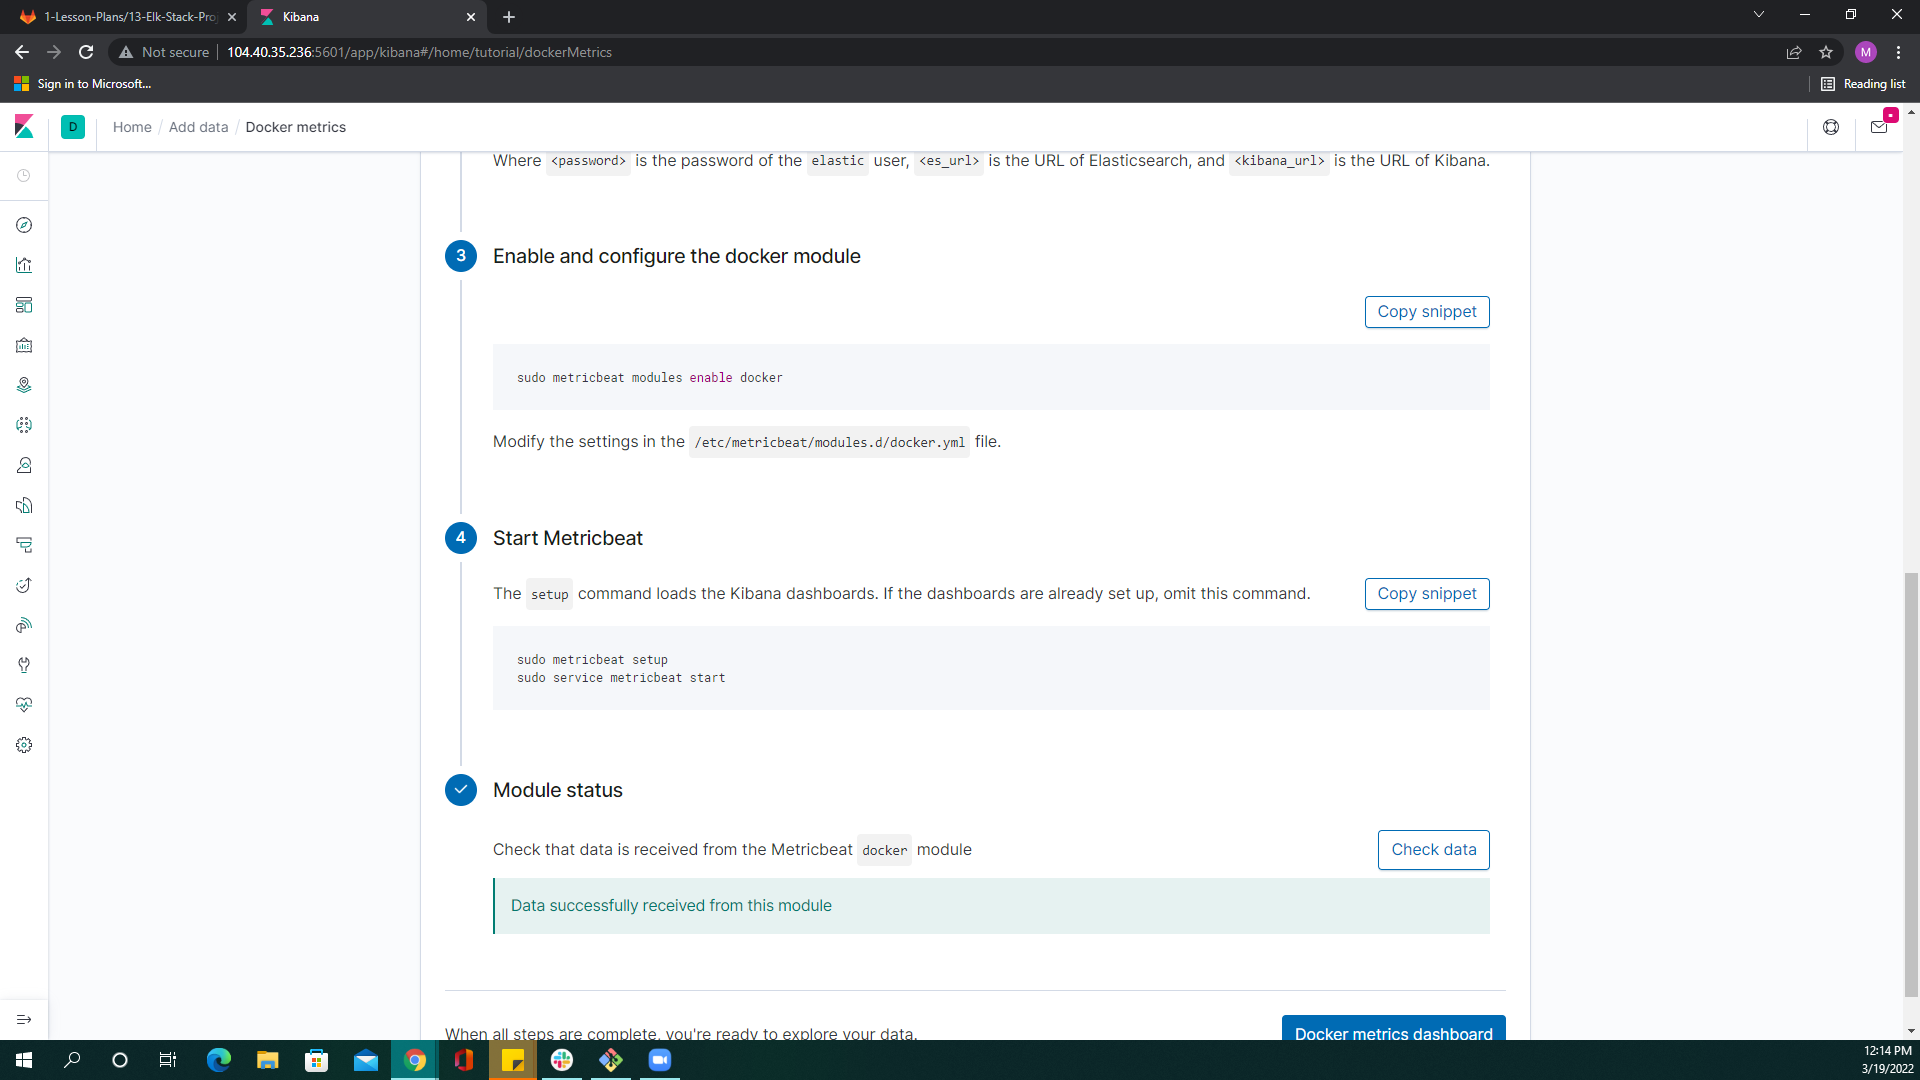 1-Lesson-Plans/13-Elk-Stack-Pro
Kibana
Not secure
104.40.35.236:5601/app/kibana#/home/tutorial/dockerMetrics
M
Sign in to Microsoft...
Reading list
D
Home / Add data / Docker metrics
Where <password> is the password of the elastic user, <es_url> is the URL of Elasticsearch, and <kibana_url> is the URL of Kibana.
3 Enable and configure the docker module
Copy snippet
sudo metricbeat modules enable docker
Modify the settings in the /etc/metricbeat/modules.d/docker.yml file.
4 Start Metricbeat
The setup command loads the Kibana dashboards. If the dashboards are already set up, omit this command.
Copy snippet
sudo metricbeat setup
sudo service metricbeat start
Module status
Check that data is received from the Metricbeat docker module
Check data
Data successfully received from this module
When all steps are complete, you're ready to explore your data.
Docker metrics dashboard
12:14 PM
3/19/2022